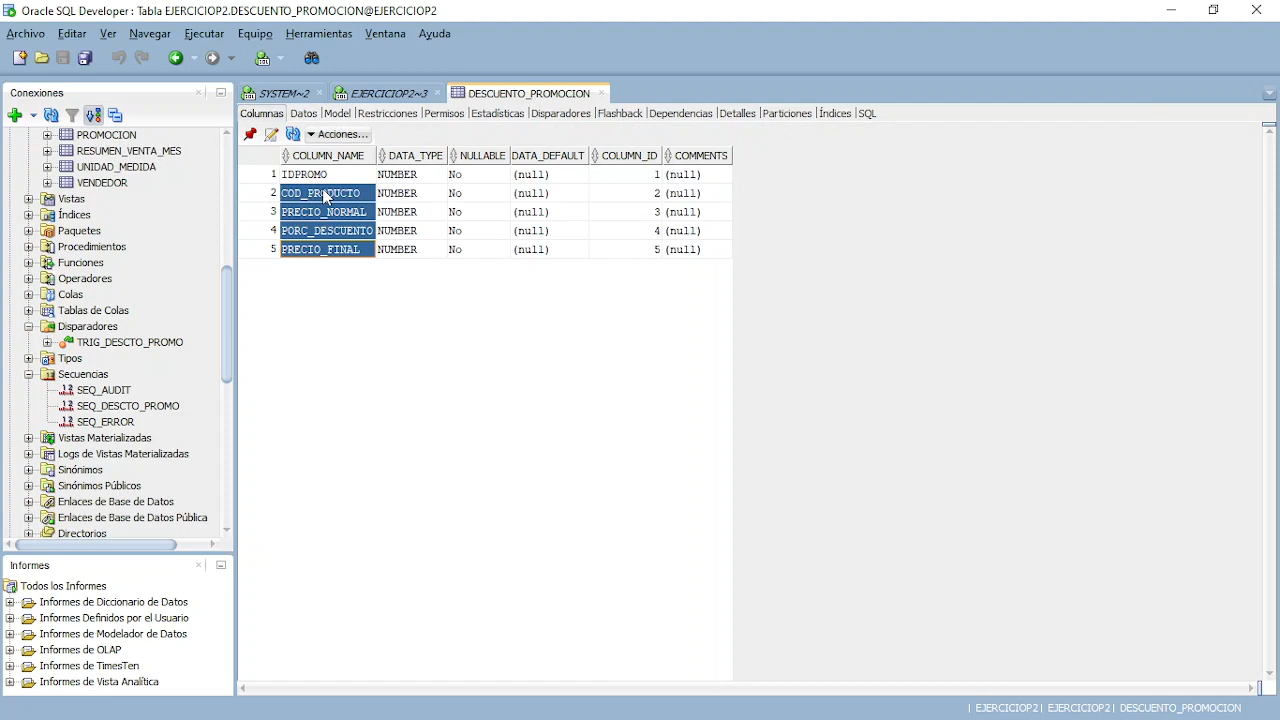 Oracle SQL Developer : Tabla EJERCICIOP2.DESCUENTO_PROMOCION@EJERCICIOP2
Archivo Editar Ver Navegar Ejecutar Equipo Herramientas Ventana Ayuda
Conexiones
PROMOCION
RESUMEN_VENTA_MES
UNIDAD_MEDIDA
VENDEDOR
Vistas
Índices
Paquetes
Procedimientos
Funciones
Operadores
Colas
Tablas de Colas
Disparadores
TRIG_DESCTO_PROMO
Tipos
Secuencias
SEQ_AUDIT
SEQ_DESCTO_PROMO
SEQ_ERROR
Vistas Materializadas
Logs de Vistas Materializadas
Sinónimos
Sinónimos Públicos
Enlaces de Base de Datos
Enlaces de Base de Datos Pública
Directorios
Informes
Todos los Informes
Informes de Diccionario de Datos
Informes Definidos por el Usuario
Informes de Modelador de Datos
Informes de OLAP
Informes de TimesTen
Informes de Vista Analítica
SYSTEM~2 EJERCICIOP2~3 DESCUENTO_PROMOCION
Columnas Datos Model Restricciones Permisos Estadísticas Disparadores Flashback Dependencias Detalles Particiones Índices SQL
Acciones...
COLUMN_NAME DATA_TYPE NULLABLE DATA_DEFAULT COLUMN_ID COMMENTS
1 IDPROMO NUMBER No (null) 1 (null)
2 COD_PRODUCTO NUMBER No (null) 2 (null)
3 PRECIO_NORMAL NUMBER No (null) 3 (null)
4 PORC_DESCUENTO NUMBER No (null) 4 (null)
5 PRECIO_FINAL NUMBER No (null) 5 (null)
| EJERCICIOP2 | EJERCICIOP2 | DESCUENTO_PROMOCION